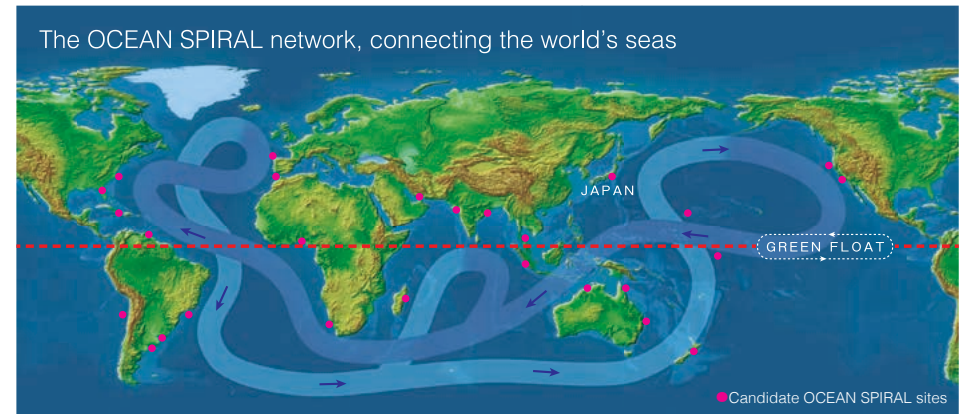 The OCEAN SPIRAL network, connecting the world's seas
JAPAN
GREEN FLOAT
Candidate OCEAN SPIRAL sites